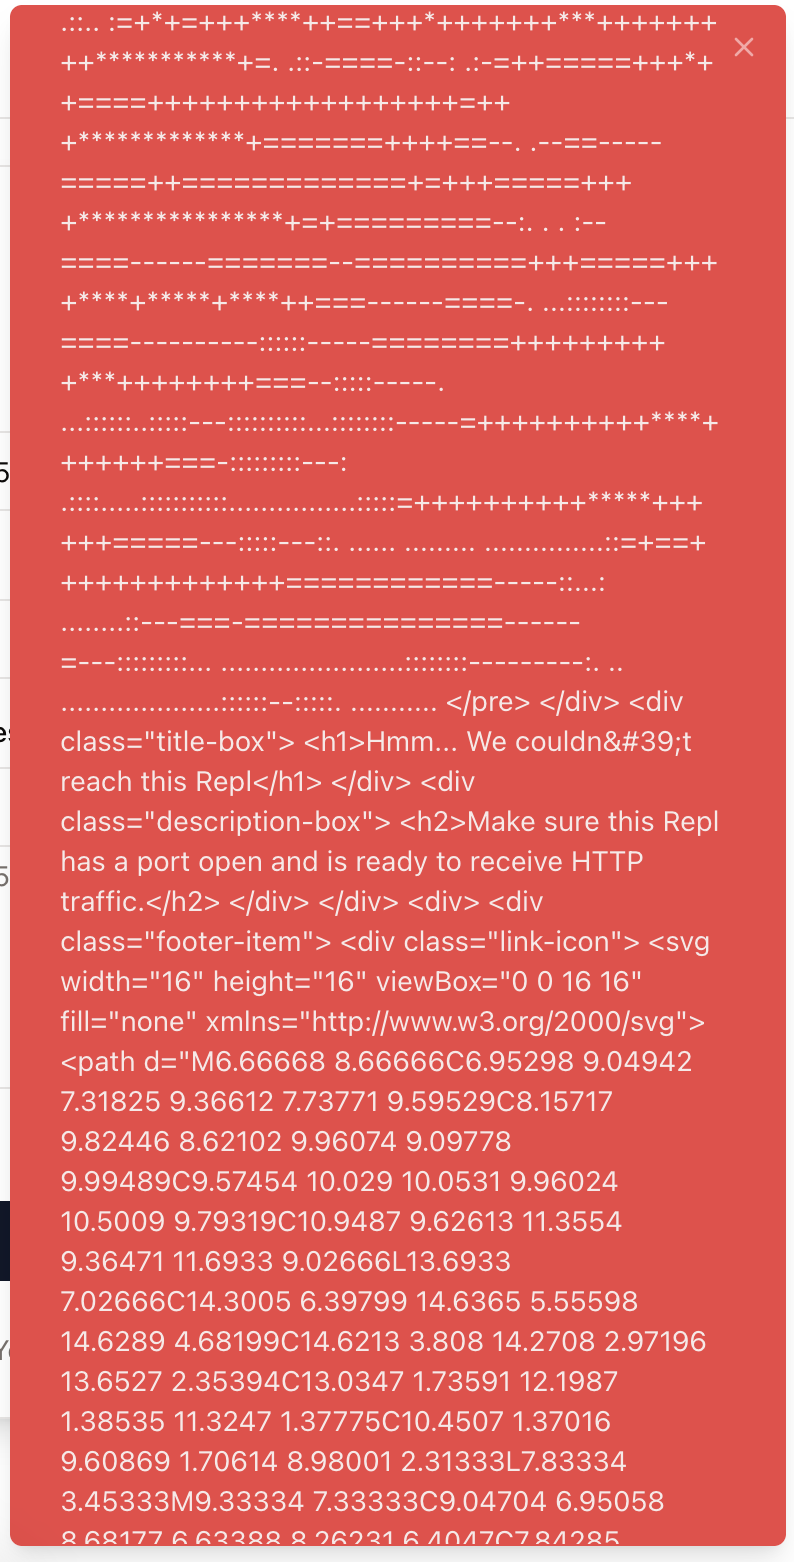 .::.. :=+*+=+++****++==+++*+++++++***+++++++
++************+=. .::-====-::--: .:-=++=====+++*+
+====++++++++++++++++++=++
+**************+=======++++==--. .--==-----
=====++=============+=+++=====+++
+*****************+=+=========--:. . . :--
====------=======--==========+++=====+++
+****+*****+****++===------====-. ...::::::::---
====----------::::::-----========+++++++++
+***++++++++===--:::::-----.
...::::::..:::::---::::::::::...::::::::-----=++++++++++****+
++++++===-:::::::::---:
.::::.....:::::::::::................:::::=++++++++++*****+++
+++=====---:::::---::. ...... ......... ...............::=+==+
+++++++++++++============-----::...:
........::---===-===============------
=---:::::::::... .......................::::::::---------:. ..
....................::::::--:::::. ........... </pre> </div> <div
class="title-box"> <h1>Hmm... We couldn&#39;t
reach this Repl</h1> </div> <div
class="description-box"> <h2>Make sure this Repl
has a port open and is ready to receive HTTP
traffic.</h2> </div> </div> <div> <div
class="footer-item"> <div class="link-icon"> <svg
width="16" height="16" viewBox="0 0 16 16"
fill="none" xmlns="http://www.w3.org/2000/svg">
<path d="M6.66668 8.66666C6.95298 9.04942
7.31825 9.36612 7.73771 9.59529C8.15717
9.82446 8.62102 9.96074 9.09778
9.99489C9.57454 10.029 10.0531 9.96024
10.5009 9.79319C10.9487 9.62613 11.3554
9.36471 11.6933 9.02666L13.6933
7.02666C14.3005 6.39799 14.6365 5.55598
14.6289 4.68199C14.6213 3.808 14.2708 2.97196
13.6527 2.35394C13.0347 1.73591 12.1987
1.38535 11.3247 1.37775C10.4507 1.37016
9.60869 1.70614 8.98001 2.31333L7.83334
3.45333M9.33334 7.33333C9.04704 6.95058
8.68177 6.63388 8.26231 6.4047C7.84285